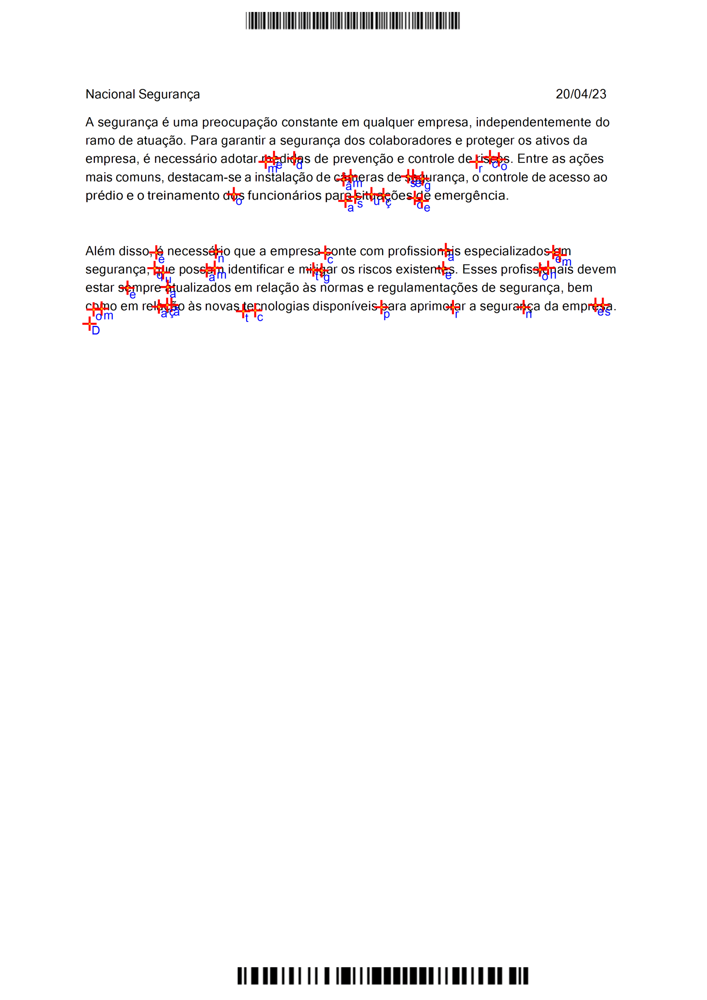 Nacional Segurança 20/04/23
A segurança é uma preocupação constante em qualquer empresa, independentemente do
ramo de atuação. Para garantir a segurança dos colaboradores e proteger os ativos da
empresa, é necessário adotar medidas de prevenção e controle de riscos. Entre as ações
m e d r c o
mais comuns, destacam-se a instalação de câmeras de segurança, o controle de acesso ao
â m s e g
prédio e o treinamento dos funcionários para situações de emergência.
o a s u ç d e
Além disso, é necessário que a empresa conte com profissionais especializados em
é n c a e m
segurança, que possam identificar e mitigar os riscos existentes. Esses profissionais devem
q u a m t g e o n
estar sempre atualizados em relação às normas e regulamentações de segurança, bem
e a
como em relação às novas tecnologias disponíveis para aprimorar a segurança da empresa.
o m a ç ã t c p r n e s
D